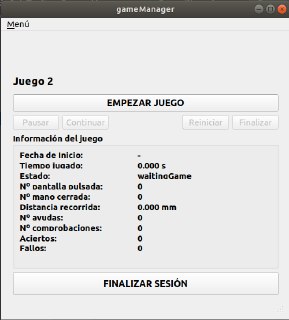 gameManager
Menú
Juego 2
EMPEZAR JUEGO
Pausar Continuar Reiniciar Finalizar
Información del juego
Fecha de Inicio: -
Tiempo jugado: 0.000 s
Estado: waitingGame
Nº pantalla pulsada: 0
Nº mano cerrada: 0
Distancia recorrida: 0.000 mm
Nº ayudas: 0
Nº comprobaciones: 0
Aciertos: 0
Fallos: 0
FINALIZAR SESIÓN